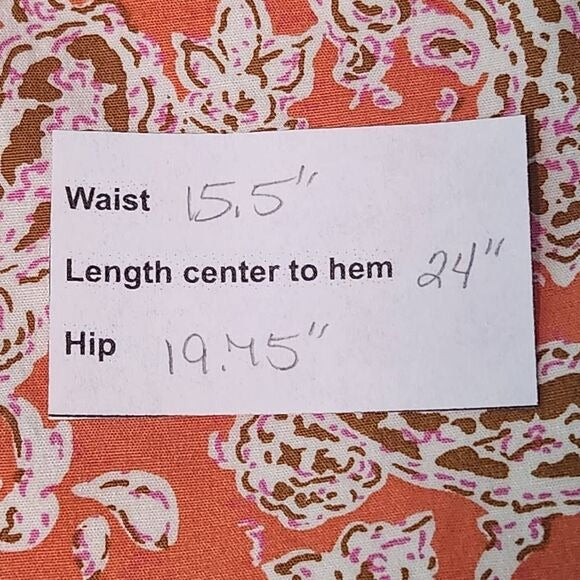 Waist 15.5"
Length center to hem 24"
Hip 19.75"